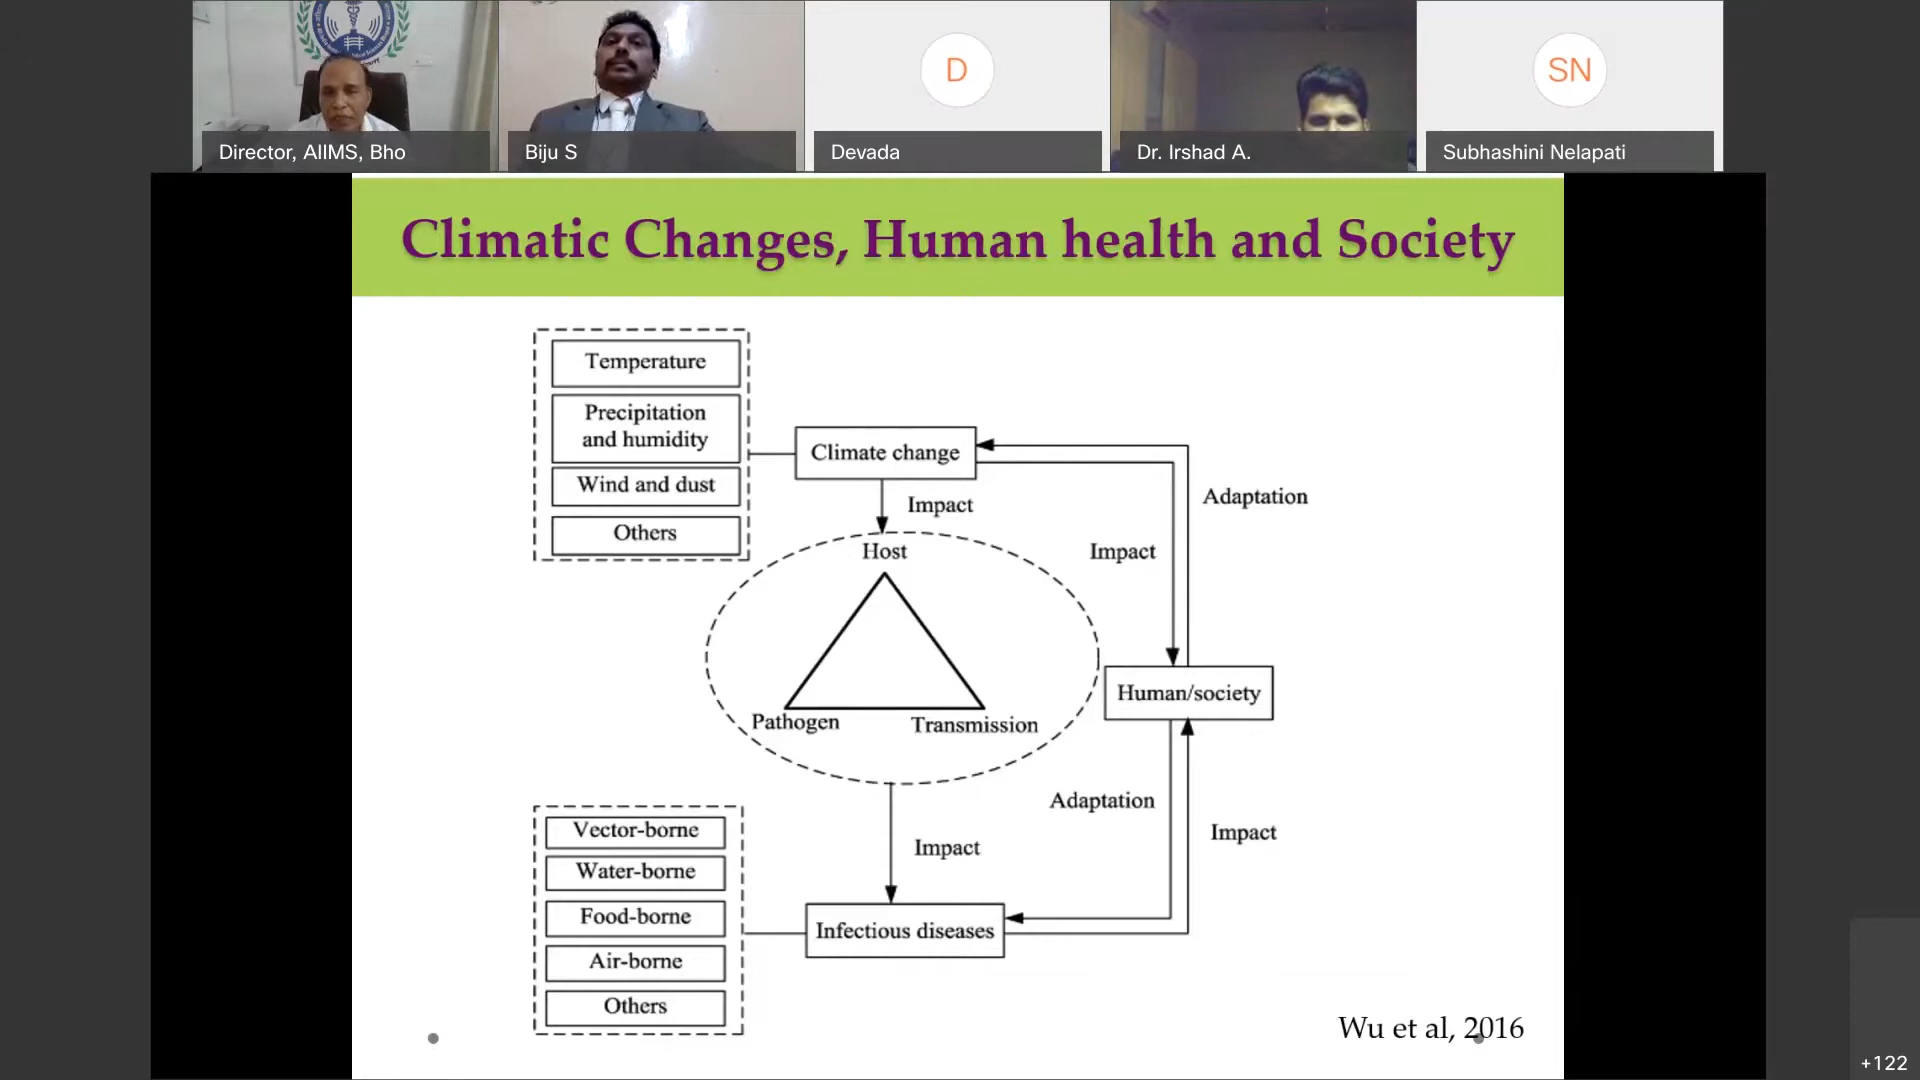 Director, AIIMS, Bho
Biju S
D
Devada
Dr. Irshad A.
SN
Subhashini Nelapati
Climatic Changes, Human health and Society
Temperature
Precipitation
and humidity
Wind and dust
Others
Climate change
Impact
Adaptation
Impact
Host
Pathogen
Transmission
Human/society
Adaptation
Impact
Impact
Vector-borne
Water-borne
Food-borne
Air-borne
Others
Infectious diseases
Wu et al, 2016
+122